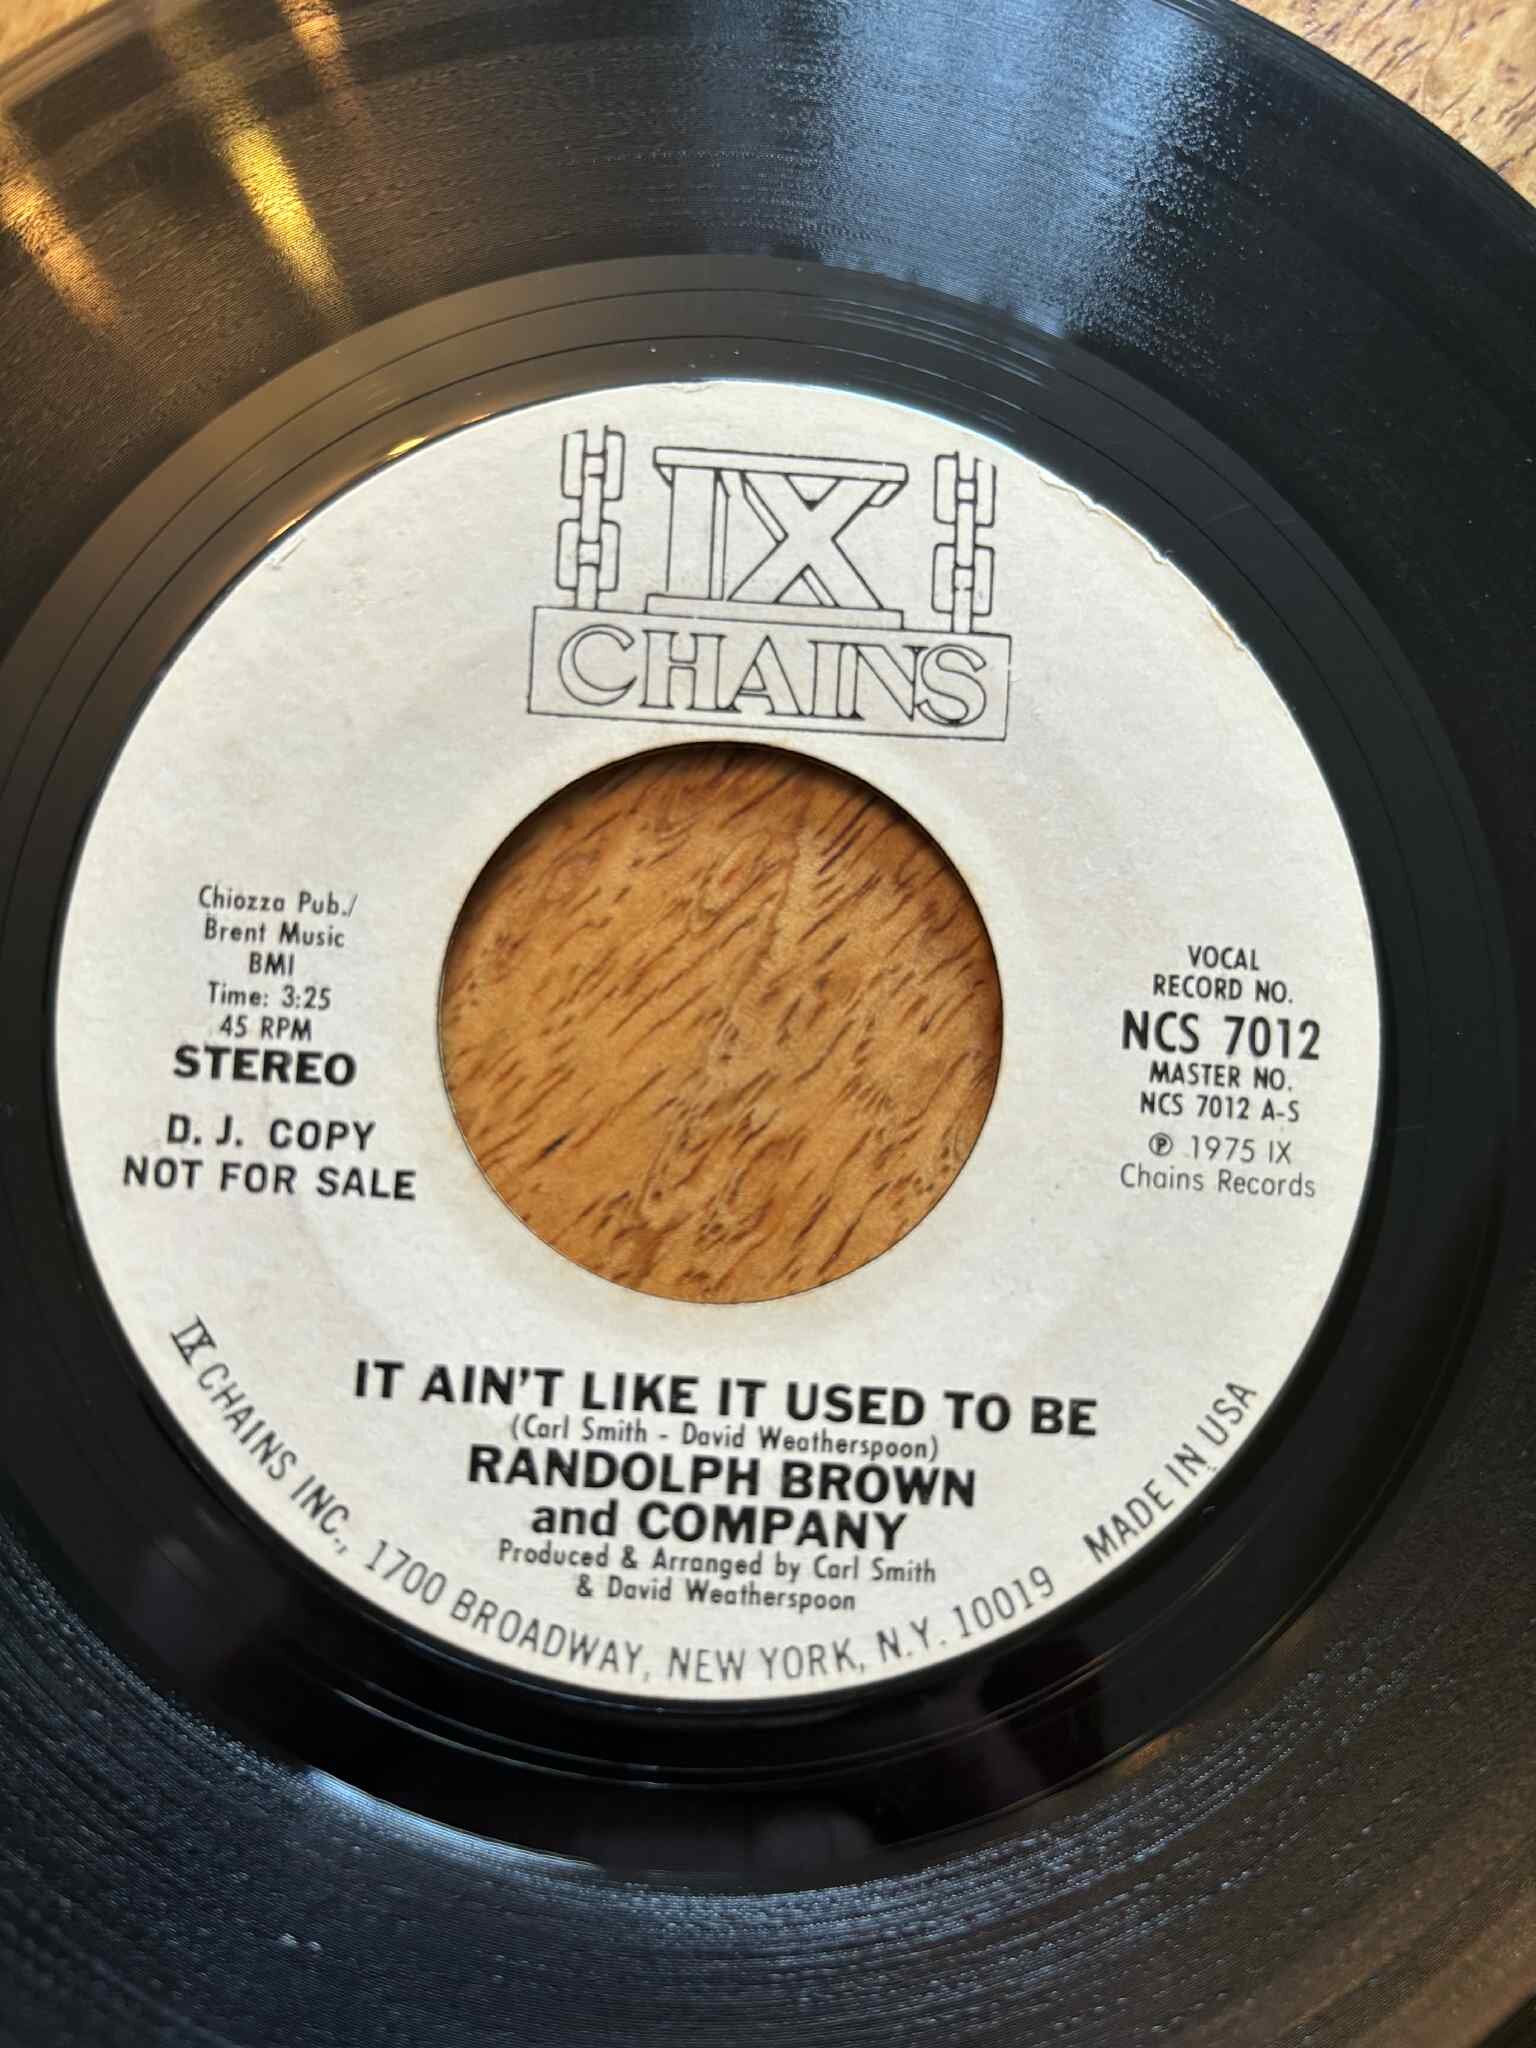 IX
CHAINS
Chiozza Pub./
Brent Music
BMI
Time: 3:25
45 RPM
STEREO
D. J. COPY
NOT FOR SALE
VOCAL
RECORD NO.
NCS 7012
MASTER NO.
NCS 7012 A-S
℗ 1975 IX
Chains Records
IT AIN'T LIKE IT USED TO BE
(Carl Smith - David Weatherspoon)
RANDOLPH BROWN
and COMPANY
Produced & Arranged by Carl Smith
& David Weatherspoon
IX CHAINS INC., 1700 BROADWAY, NEW YORK, N.Y. 10019 MADE IN USA